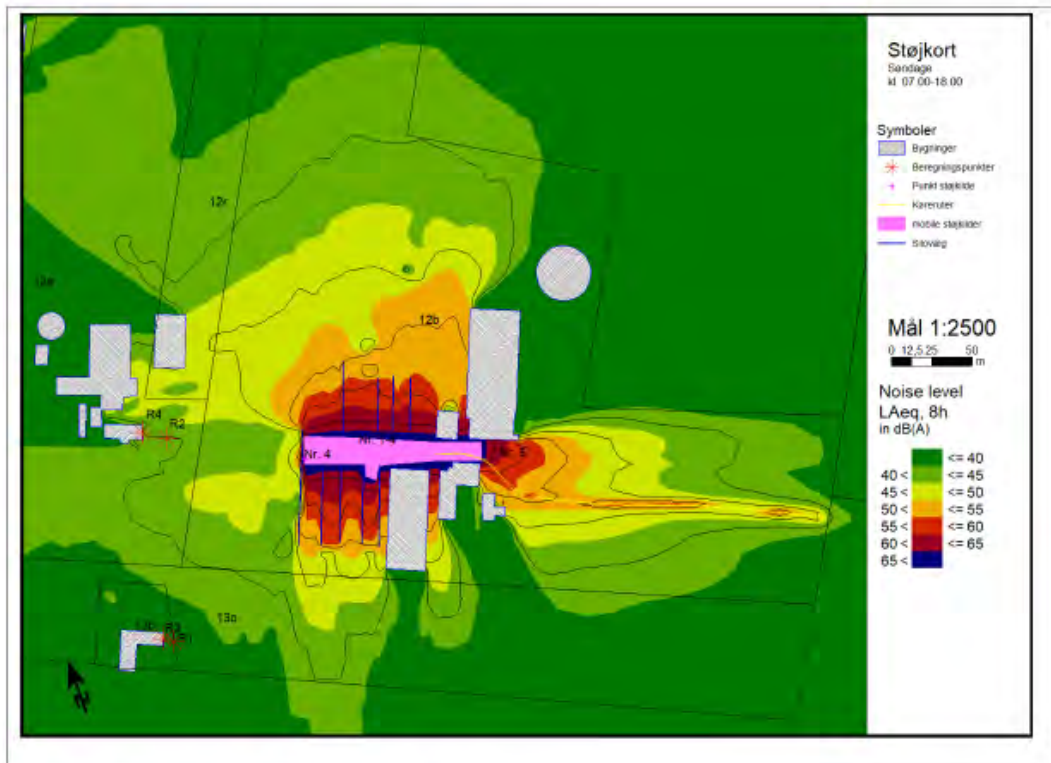 Støjkort
Søndage
kl. 07.00-18.00
Symboler
Bygninger
Beregningspunkter
Punkt støjkilde
Køreruter
mobile støjkilder
Silovæg
Mål 1:2500
0 12,5 25 50
m
Noise level
LAeq, 8h
in dB(A)
<= 40
40 < <= 45
45 < <= 50
50 < <= 55
55 < <= 60
60 < <= 65
65 <
12r
12b
R4
R2
Nr. 4
13o
R3
R1